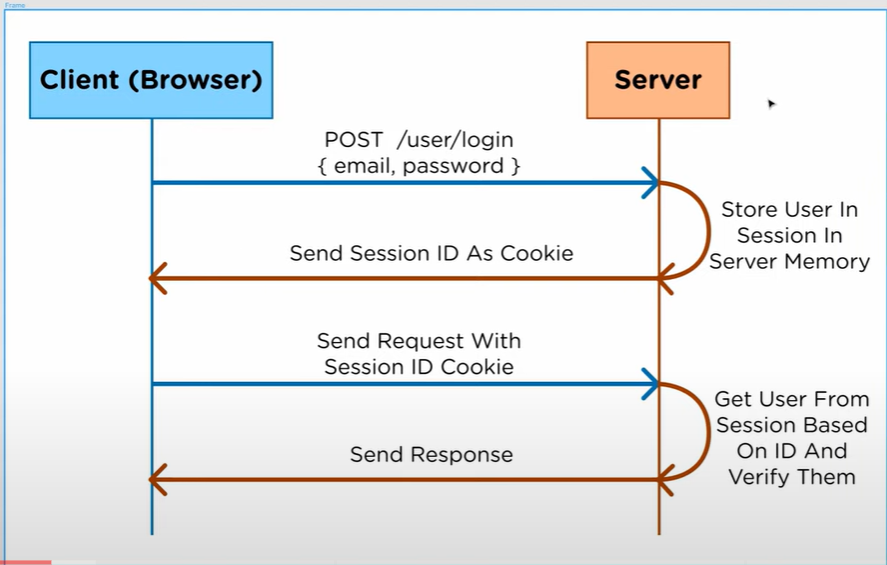 Frame
Client (Browser)
Server
POST /user/login
{ email, password }
Store User In
Session In
Server Memory
Send Session ID As Cookie
Send Request With
Session ID Cookie
Get User From
Session Based
On ID And
Verify Them
Send Response